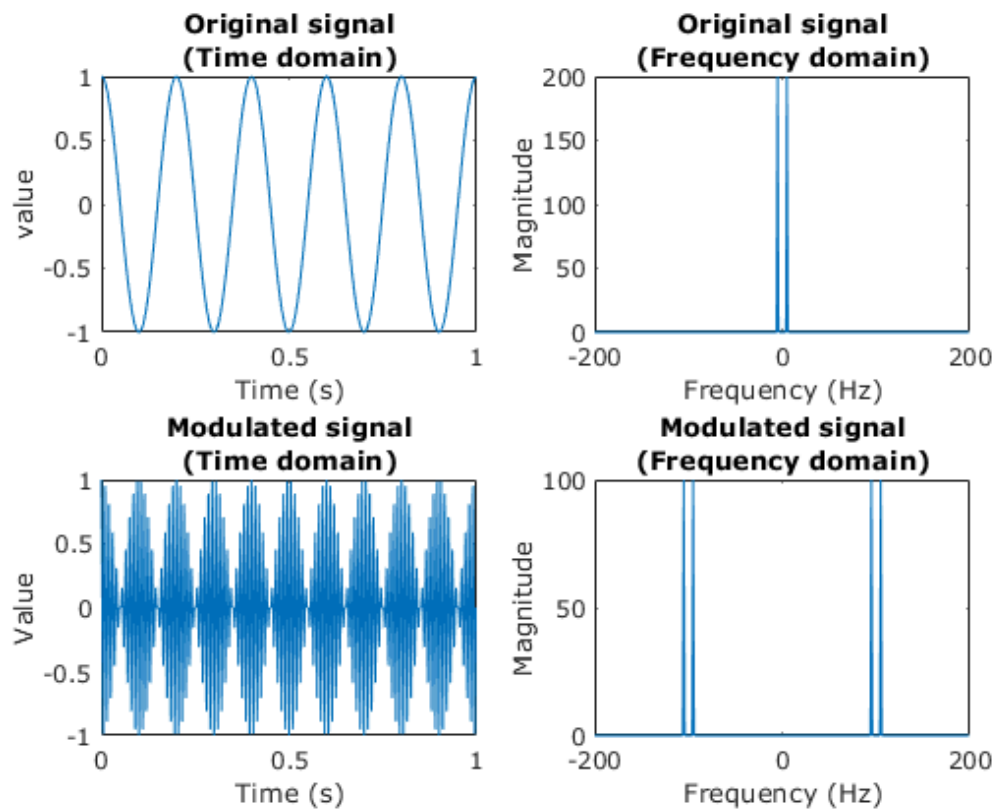 Original signal
(Time domain)
1
0.5
0
-0.5
-1
value
0
0.5
1
Time (s)
Original signal
(Frequency domain)
200
150
100
50
0
Magnitude
-200
0
200
Frequency (Hz)
Modulated signal
(Time domain)
1
0.5
0
-0.5
-1
Value
0
0.5
1
Time (s)
Modulated signal
(Frequency domain)
100
50
0
Magnitude
-200
0
200
Frequency (Hz)